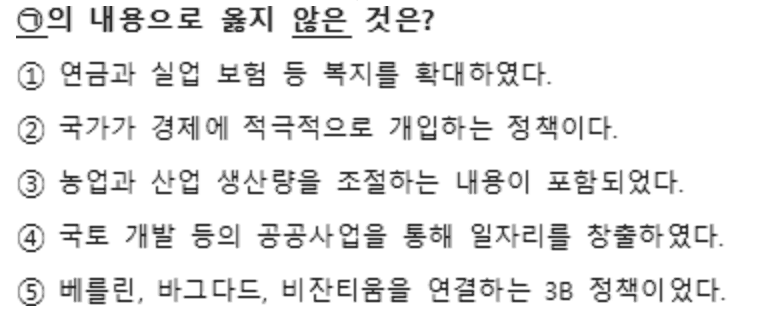 ㉠의 내용으로 옳지 않은 것은?
① 연금과 실업 보험 등 복지를 확대하였다.
② 국가가 경제에 적극적으로 개입하는 정책이다.
③ 농업과 산업 생산량을 조절하는 내용이 포함되었다.
④ 국토 개발 등의 공공사업을 통해 일자리를 창출하였다.
⑤ 베를린, 바그다드, 비잔티움을 연결하는 3B 정책이었다.